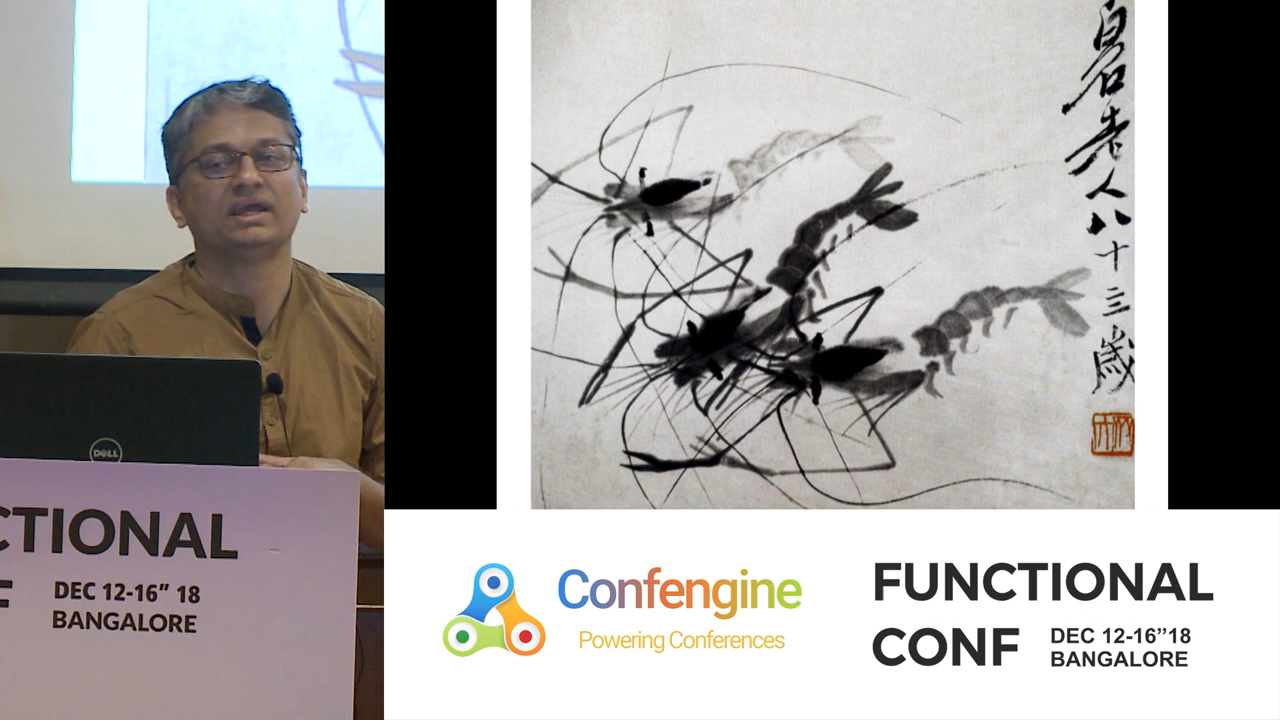 白石老人八十三歲
DELL
CTIONAL
F
DEC 12-16” 18
BANGALORE
Confengine
Powering Conferences
FUNCTIONAL
CONF
DEC 12-16”18
BANGALORE